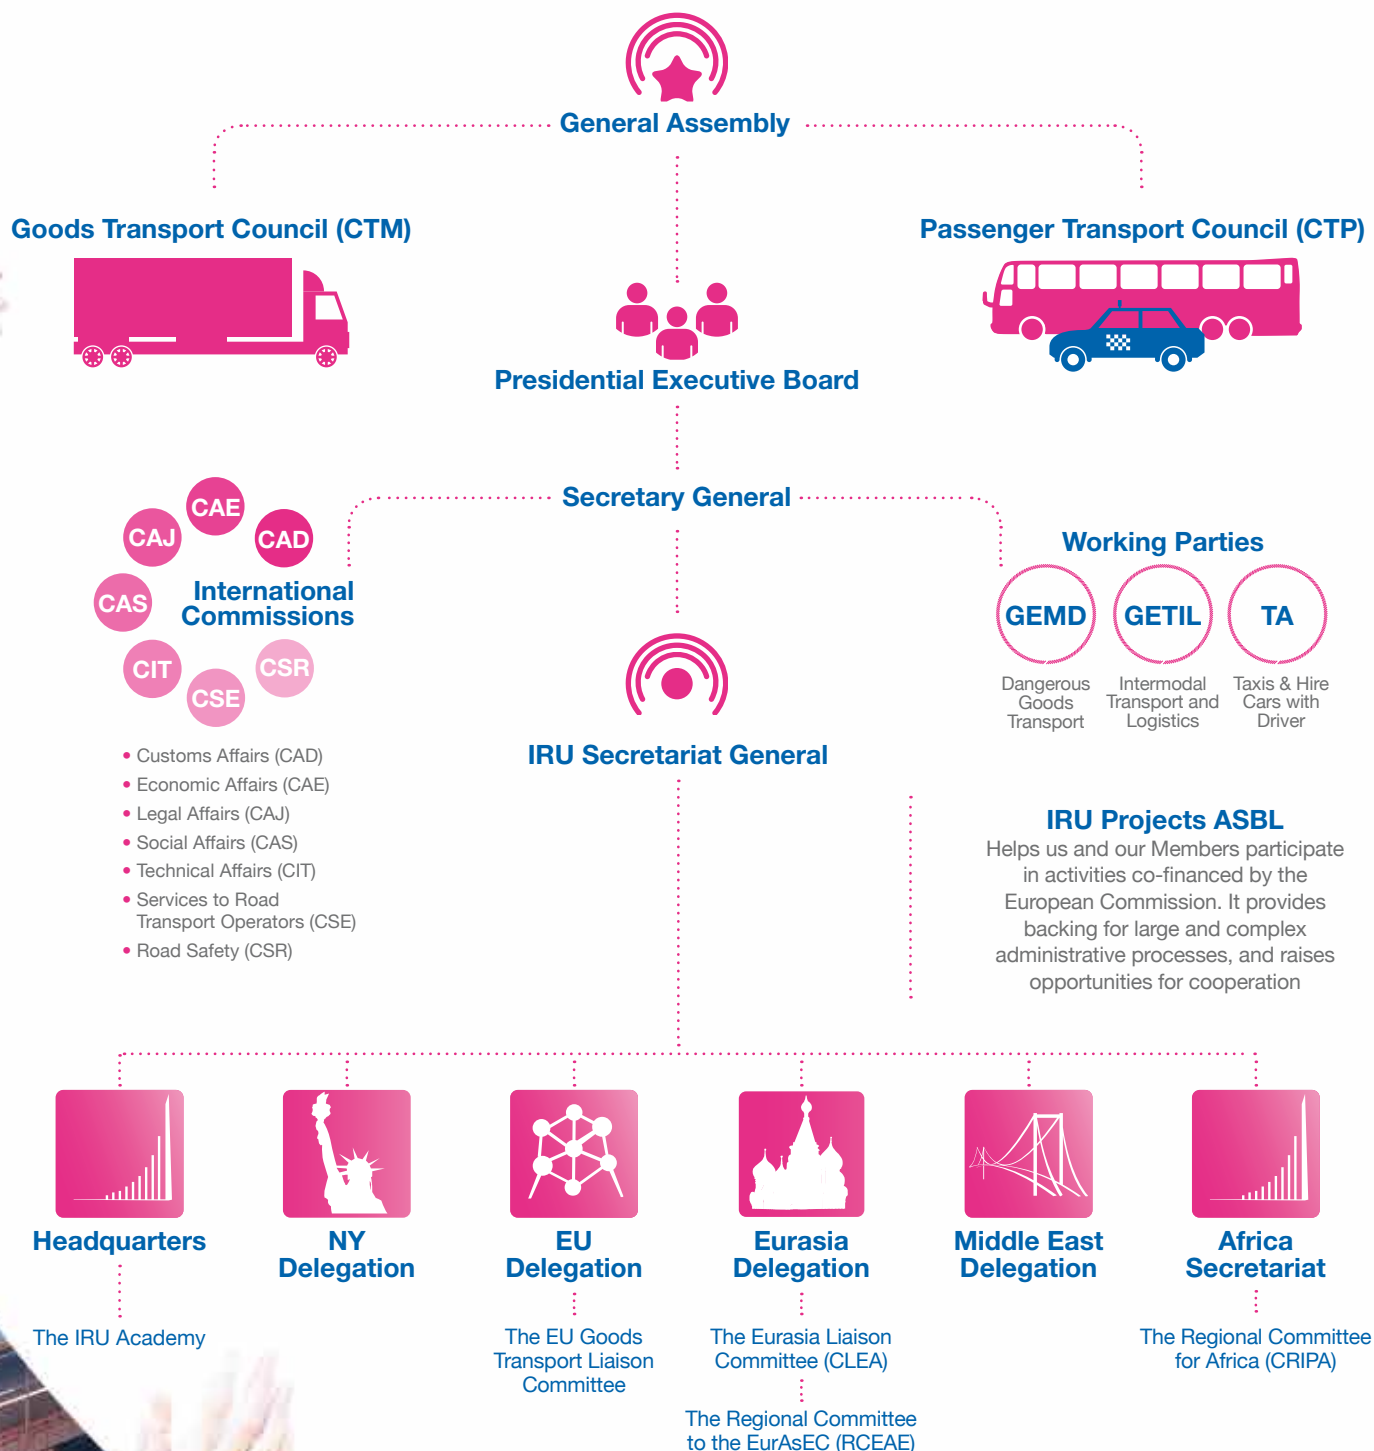 General Assembly
Goods Transport Council (CTM)
Passenger Transport Council (CTP)
Presidential Executive Board
Secretary General
CAE
CAJ
CAD
CAS
International
Commissions
CIT
CSR
CSE
• Customs Affairs (CAD)
• Economic Affairs (CAE)
• Legal Affairs (CAJ)
• Social Affairs (CAS)
• Technical Affairs (CIT)
• Services to Road
Transport Operators (CSE)
• Road Safety (CSR)
Working Parties
GEMD
GETIL
TA
Dangerous
Goods
Transport
Intermodal
Transport and
Logistics
Taxis & Hire
Cars with
Driver
IRU Secretariat General
IRU Projects ASBL
Helps us and our Members participate
in activities co-financed by the
European Commission. It provides
backing for large and complex
administrative processes, and raises
opportunities for cooperation
Headquarters
The IRU Academy
NY
Delegation
EU
Delegation
The EU Goods
Transport Liaison
Committee
Eurasia
Delegation
The Eurasia Liaison
Committee (CLEA)
The Regional Committee
to the EurAsEC (RCEAE)
Middle East
Delegation
Africa
Secretariat
The Regional Committee
for Africa (CRIPA)